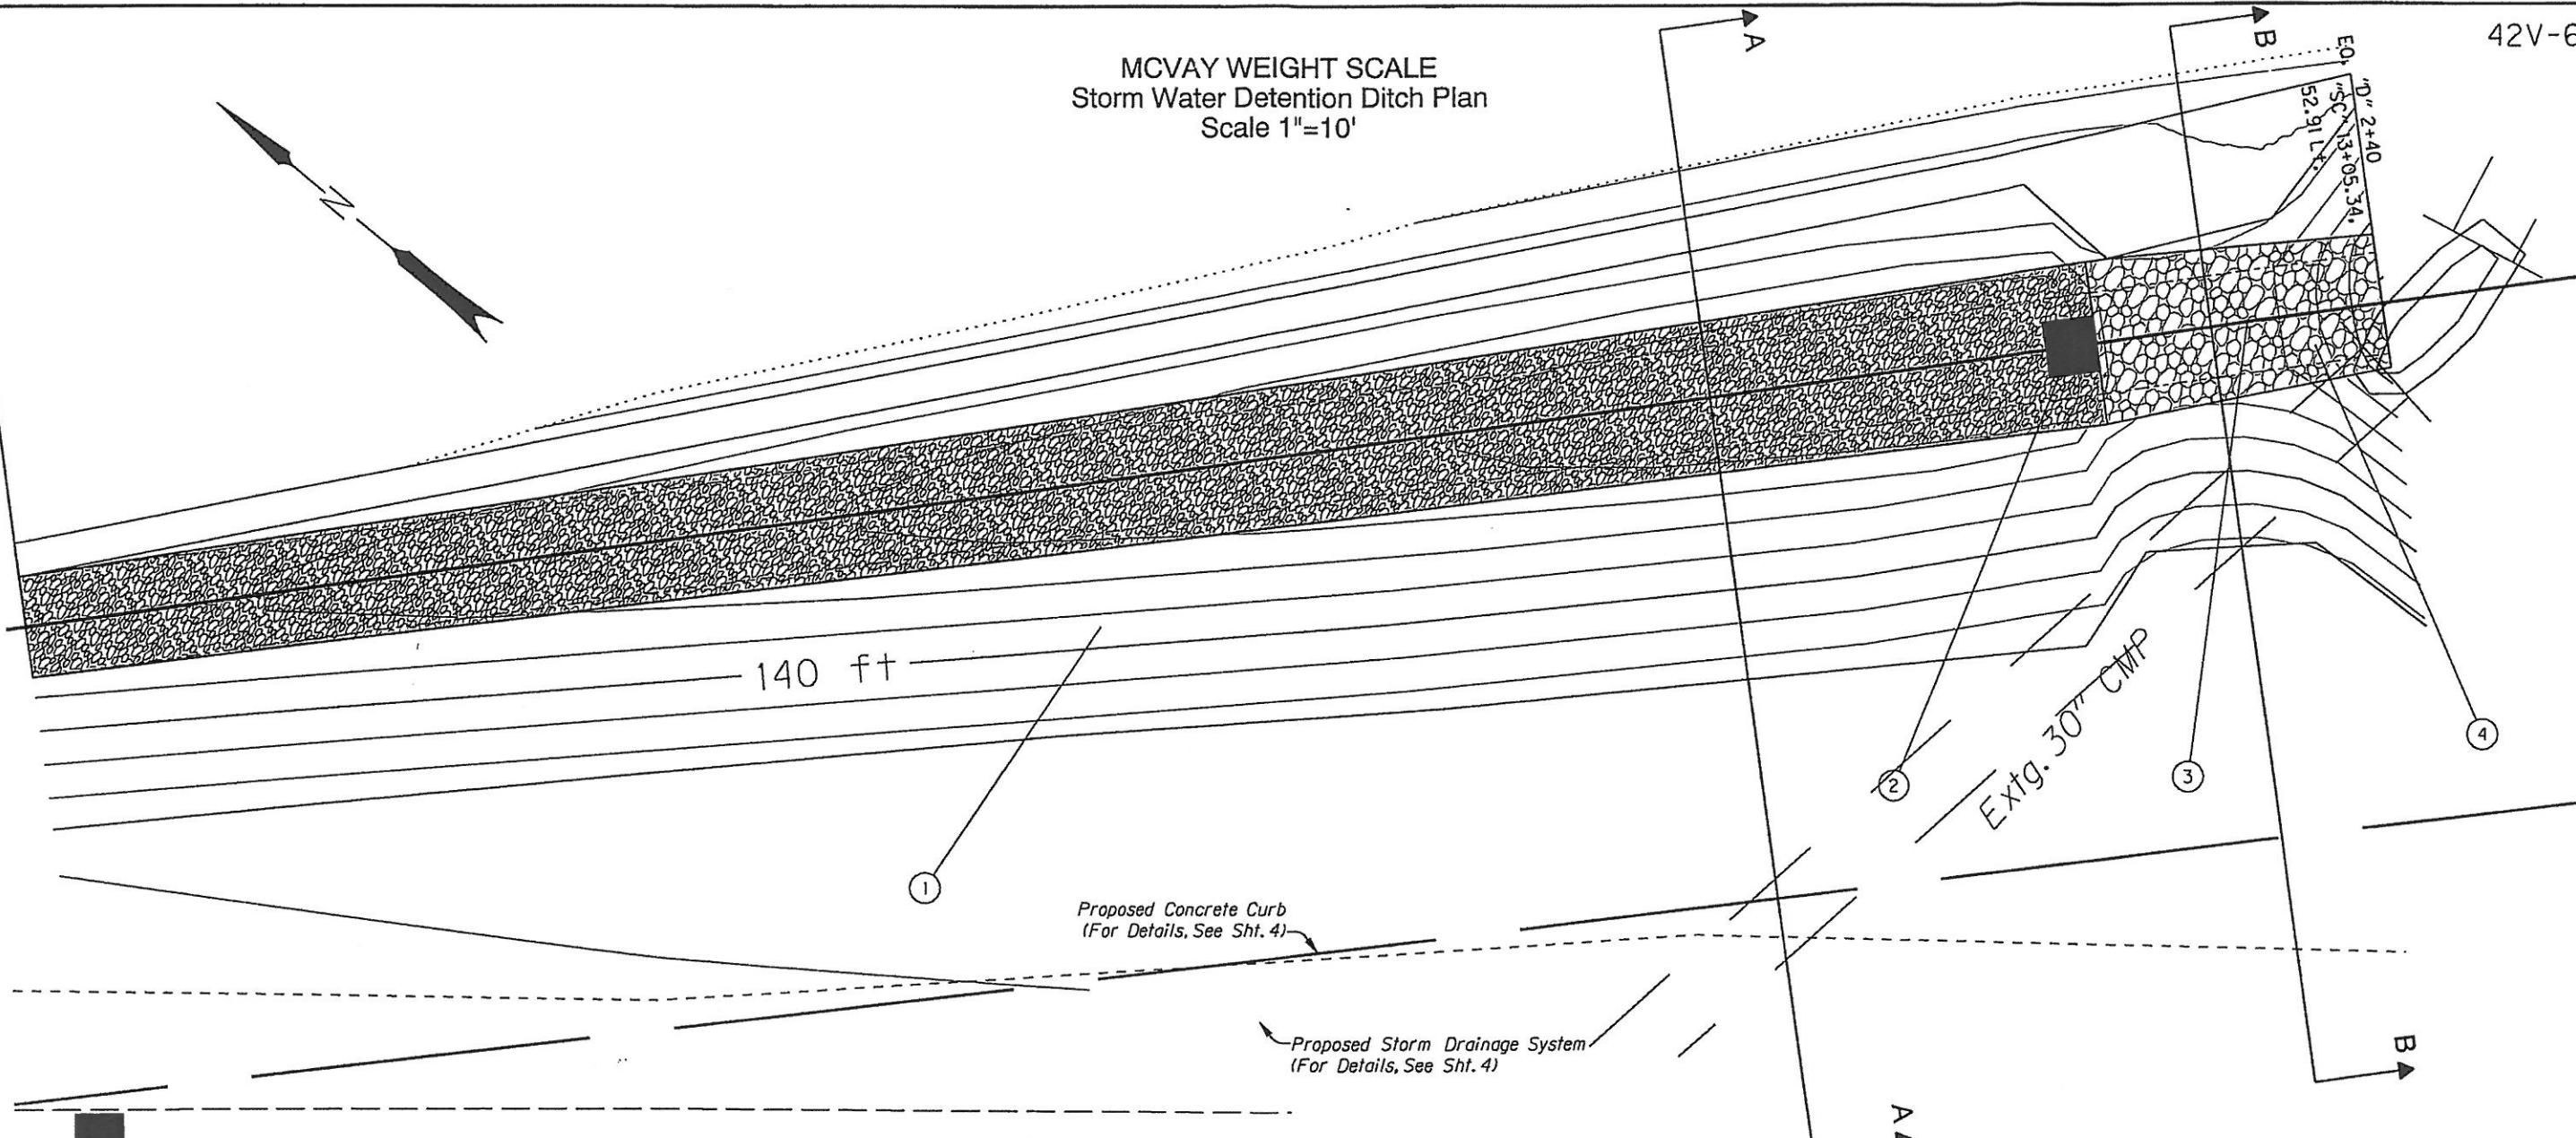 MCVAY WEIGHT SCALE
Storm Water Detention Ditch Plan
Scale 1"=10'
42V-6
A
B
EQ. "D" 2+40
"SC" 13+05.34,
52.91 Lt.
N
140 ft
Extg. 30" CMP
1
2
3
4
Proposed Concrete Curb
(For Details, See Sht. 4)
Proposed Storm Drainage System
(For Details, See Sht. 4)
B
A